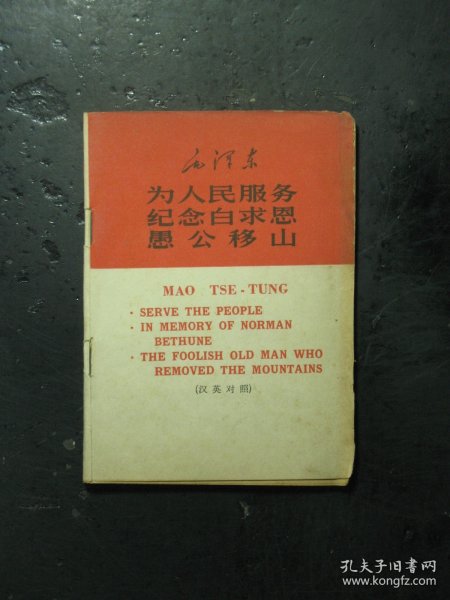 毛泽东
为人民服务
纪念白求恩
愚公移山
MAO TSE-TUNG
· SERVE THE PEOPLE
· IN MEMORY OF NORMAN
BETHUNE
· THE FOOLISH OLD MAN WHO
REMOVED THE MOUNTAINS
(汉英对照)
孔夫子旧书网
www.kongfz.com